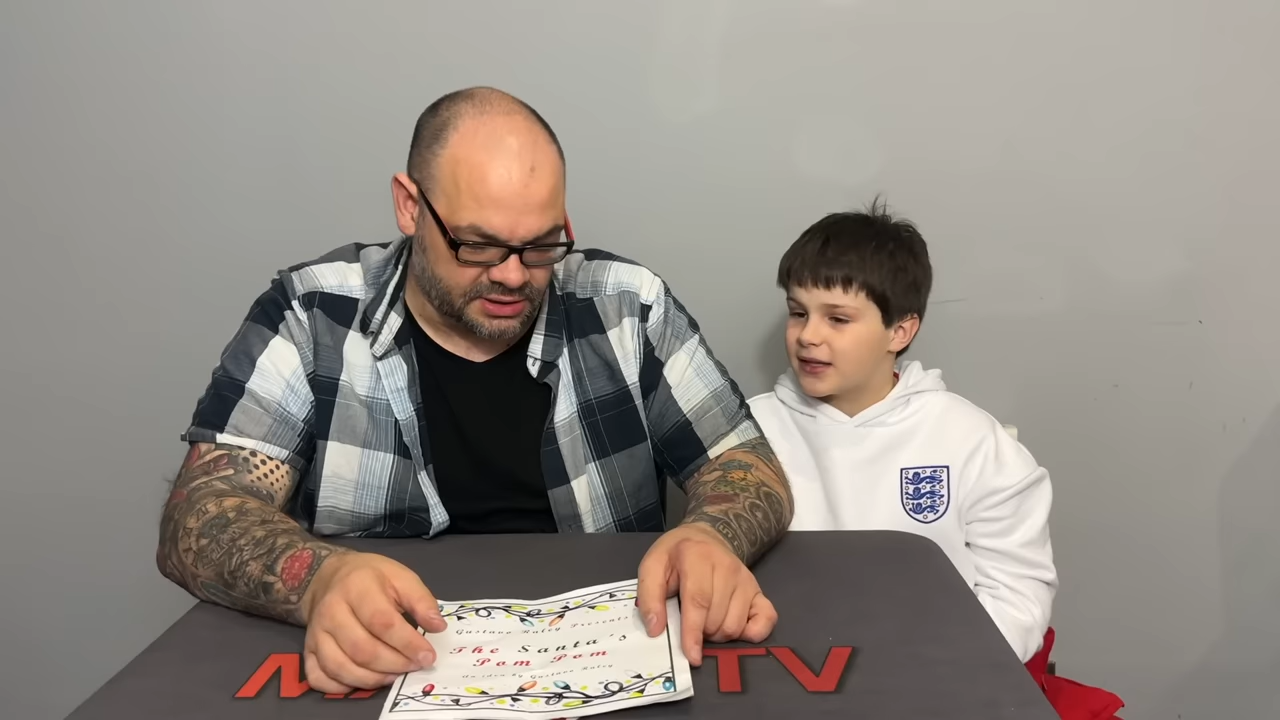 Gustavo Raley Presents
The Santa's
Pom Pom
An idea by Gustavo Raley
TV